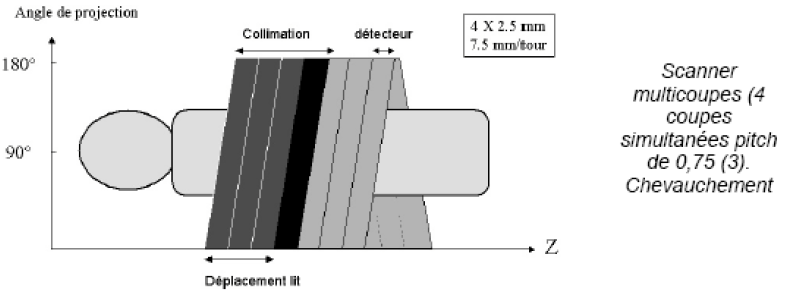 Angle de projection
Collimation
détecteur
4 X 2.5 mm
7.5 mm/tour
180°
90°
Z
Déplacement lit
Scanner
multicoupes (4
coupes
simultanées pitch
de 0,75 (3).
Chevauchement